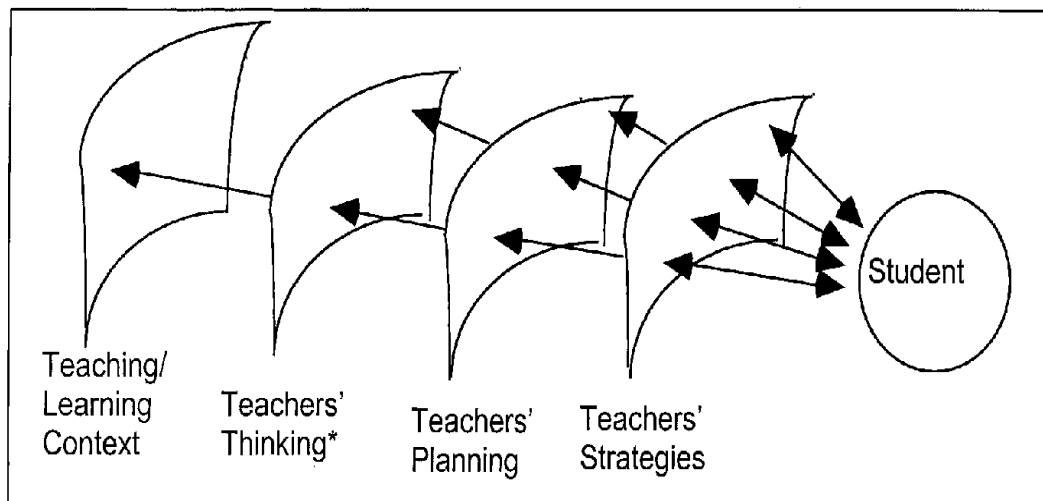 Student
Teaching/
Learning
Context
Teachers'
Thinking*
Teachers'
Planning
Teachers'
Strategies